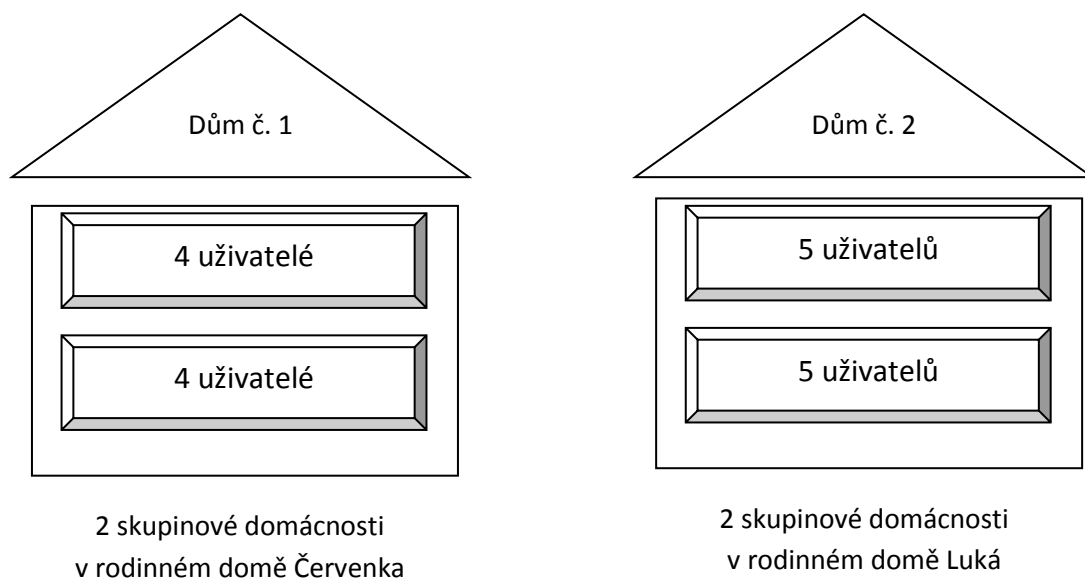 Dům č. 1
4 uživatelé
4 uživatelé
2 skupinové domácnosti
v rodinném domě Červenka
Dům č. 2
5 uživatelů
5 uživatelů
2 skupinové domácnosti
v rodinném domě Luká